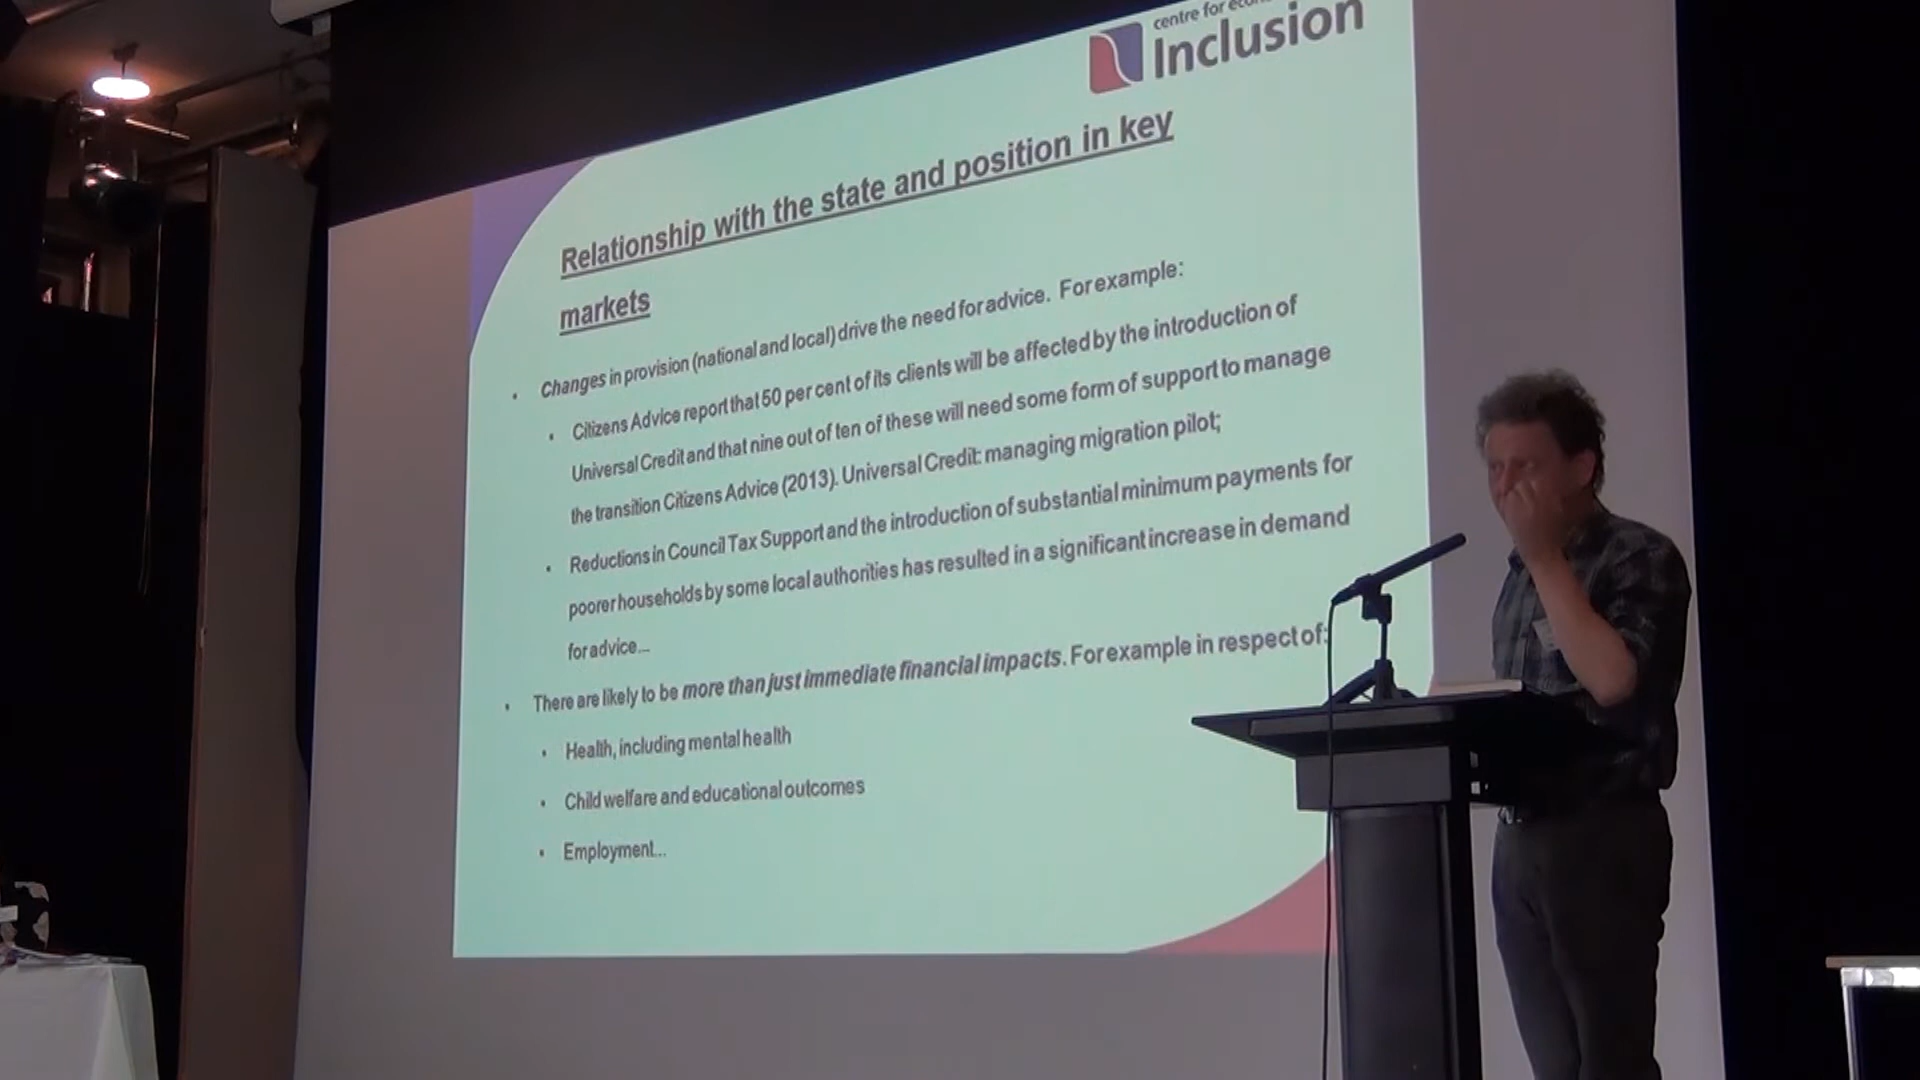 centre for
Inclusion
Relationship with the state and position in key
markets
Changes in provision (national and local) drive the need for advice. For example:
Citizens Advice report that 50 per cent of its clients will be affected by the introduction of
Universal Credit and that nine out of ten of these will need some form of support to manage
the transition Citizens Advice (2013). Universal Credit: managing migration pilot;
Reductions in Council Tax Support and the introduction of substantial minimum payments for
poorer households by some local authorities has resulted in a significant increase in demand
for advice...
There are likely to be more than just immediate financial impacts. For example in respect of:
Health, including mental health
Child welfare and educational outcomes
Employment...